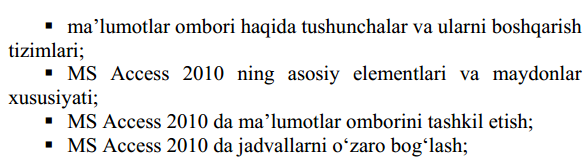 ▪ ma’lumotlar ombori haqida tushunchalar va ularni boshqarish
tizimlari;
▪ MS Access 2010 ning asosiy elementlari va maydonlar
xususiyati;
▪ MS Access 2010 da ma’lumotlar omborini tashkil etish;
▪ MS Access 2010 da jadvallarni o‘zaro bog‘lash;